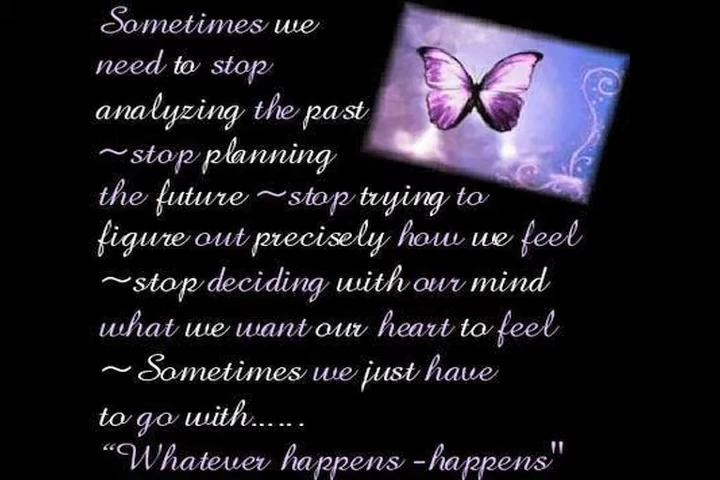 Sometimes we
need to stop
analyzing the past
~stop planning
the future ~stop trying to
figure out precisely how we feel
~stop deciding with our mind
what we want our heart to feel
~Sometimes we just have
to go with......
“Whatever happens -happens"